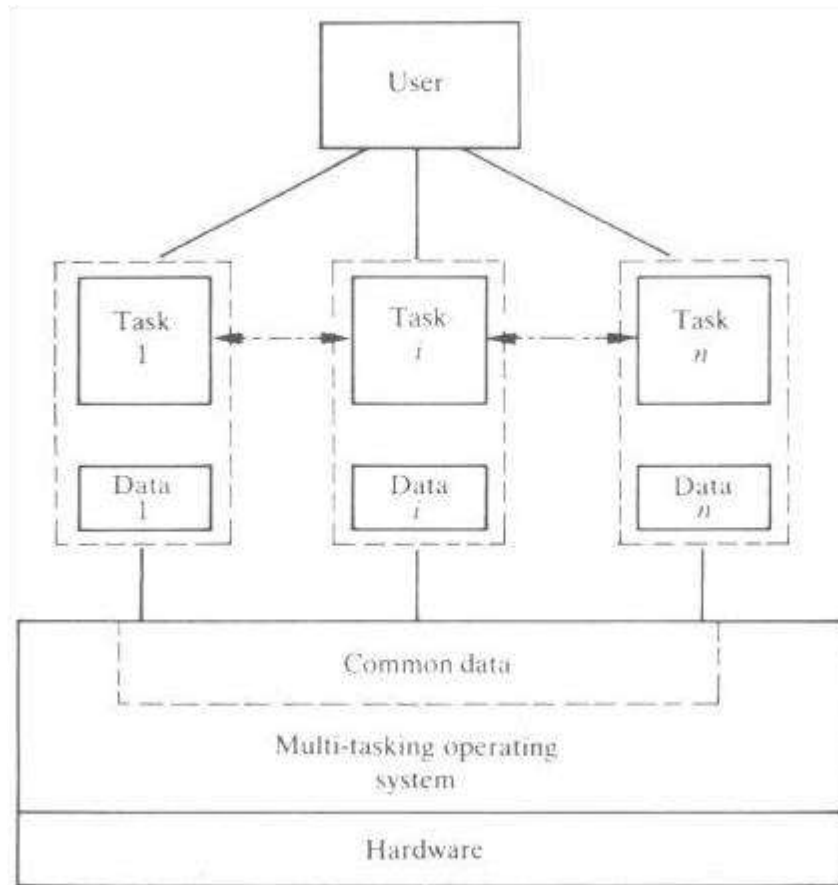 User
Task
1
Task
i
Task
n
Data
1
Data
i
Data
n
Common data
Multi-tasking operating
system
Hardware